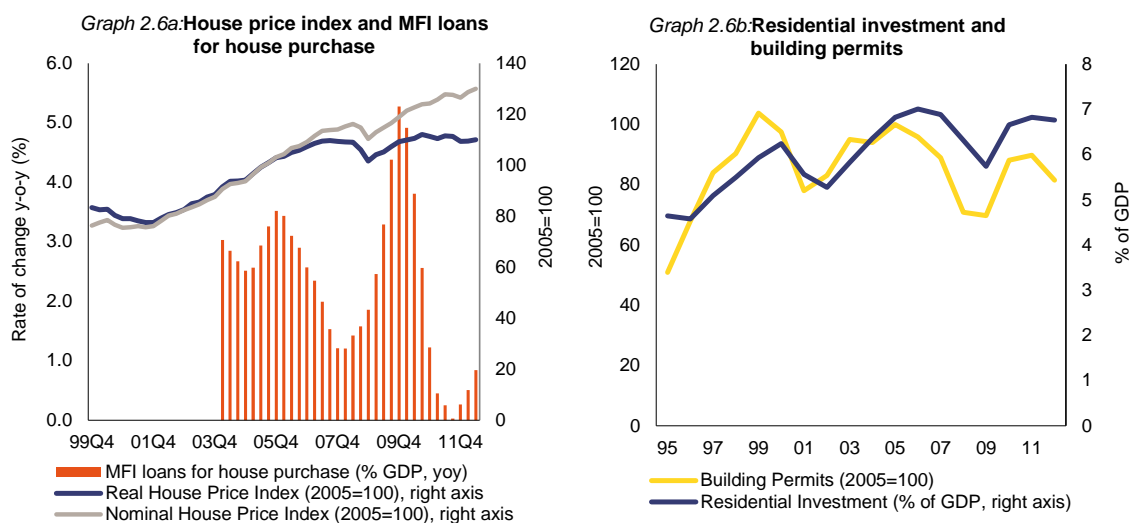 Graph 2.6a:House price index and MFI loans
for house purchase
6.0
5.0
4.0
3.0
2.0
1.0
0.0
Rate of change y-o-y (%)
140
120
100
80
60
40
20
0
2005=100
99Q4 01Q4 03Q4 05Q4 07Q4 09Q4 11Q4
MFI loans for house purchase (% GDP, yoy)
Real House Price Index (2005=100), right axis
Nominal House Price Index (2005=100), right axis
Graph 2.6b:Residential investment and
building permits
120
100
80
60
40
20
0
2005=100
8
7
6
5
4
3
2
1
0
% of GDP
95 97 99 01 03 05 07 09 11
Building Permits (2005=100)
Residential Investment (% of GDP, right axis)